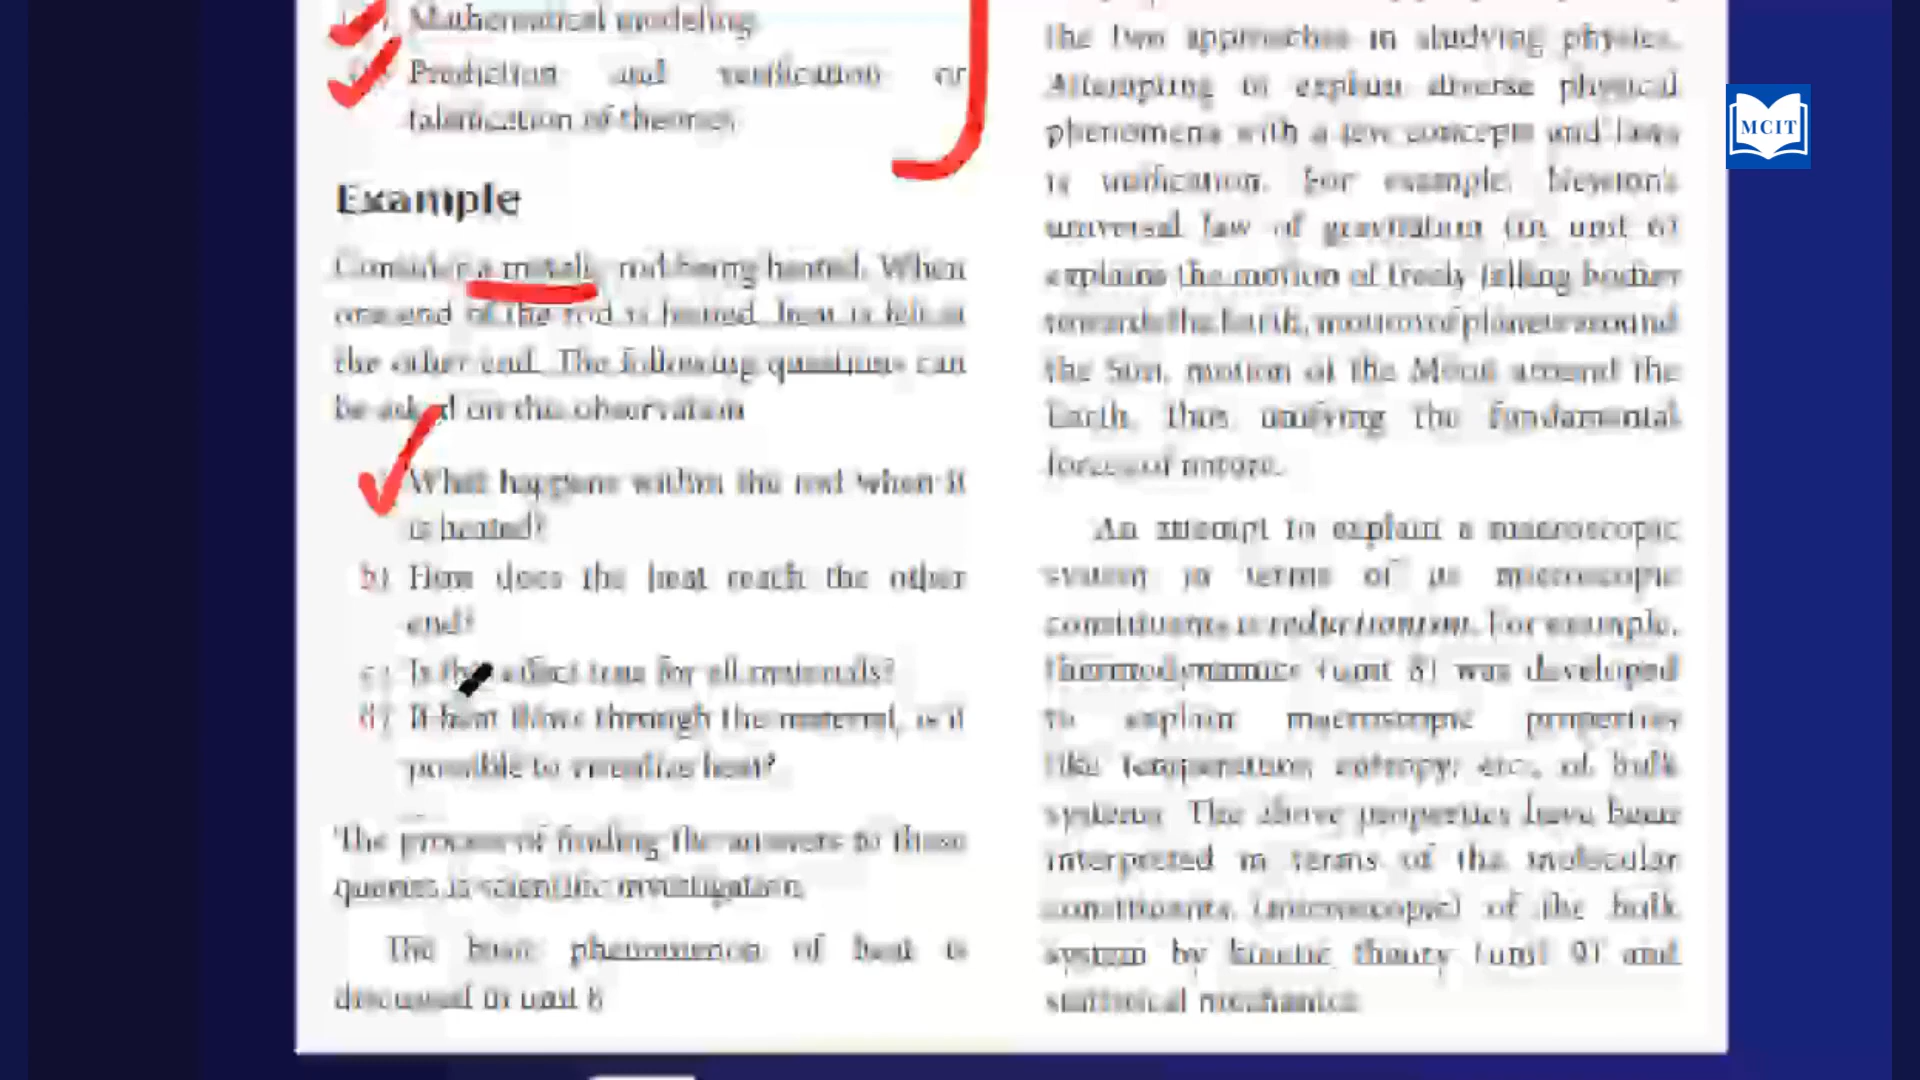 Mathematical modeling.
Prediction and verification or
falsification of theories.
Example
Consider a metallic rod being heated. When
one end of the rod is heated, heat is felt at
the other end. The following questions can
be asked on this observation
What happens within the rod when it
is heated?
b) How does the heat reach the other
end?
c) Is this effect true for all materials?
d) If heat flows through the material, is it
possible to visualize heat?
The process of finding the answers to these
queries is scientific investigation.
The basic phenomenon of heat is
discussed in unit 8
the two approaches in studying physics.
Attempting to explain diverse physical
phenomena with a few concepts and laws
is unification. For example, Newton's
universal law of gravitation (in unit 6)
explains the motion of freely falling bodies
towards the Earth, motion of planets around
the Sun, motion of the Moon around the
Earth, thus unifying the fundamental
forces of nature.
An attempt to explain a macroscopic
system in terms of its microscopic
constituents is reductionism. For example,
thermodynamics (unit 8) was developed
to explain macroscopic properties
like temperature, entropy, etc., of bulk
systems. The above properties have been
interpreted in terms of the molecular
constituents (microscopic) of the bulk
system by kinetic theory (unit 9) and
statistical mechanics.
MCIT